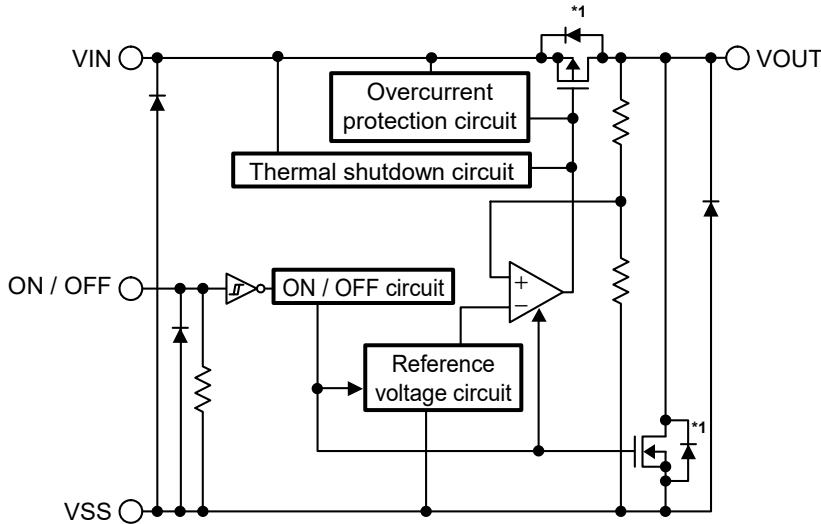 *1
VIN
VOUT
Overcurrent
protection circuit
Thermal shutdown circuit
ON / OFF
ON / OFF circuit
+
−
Reference
voltage circuit
*1
VSS